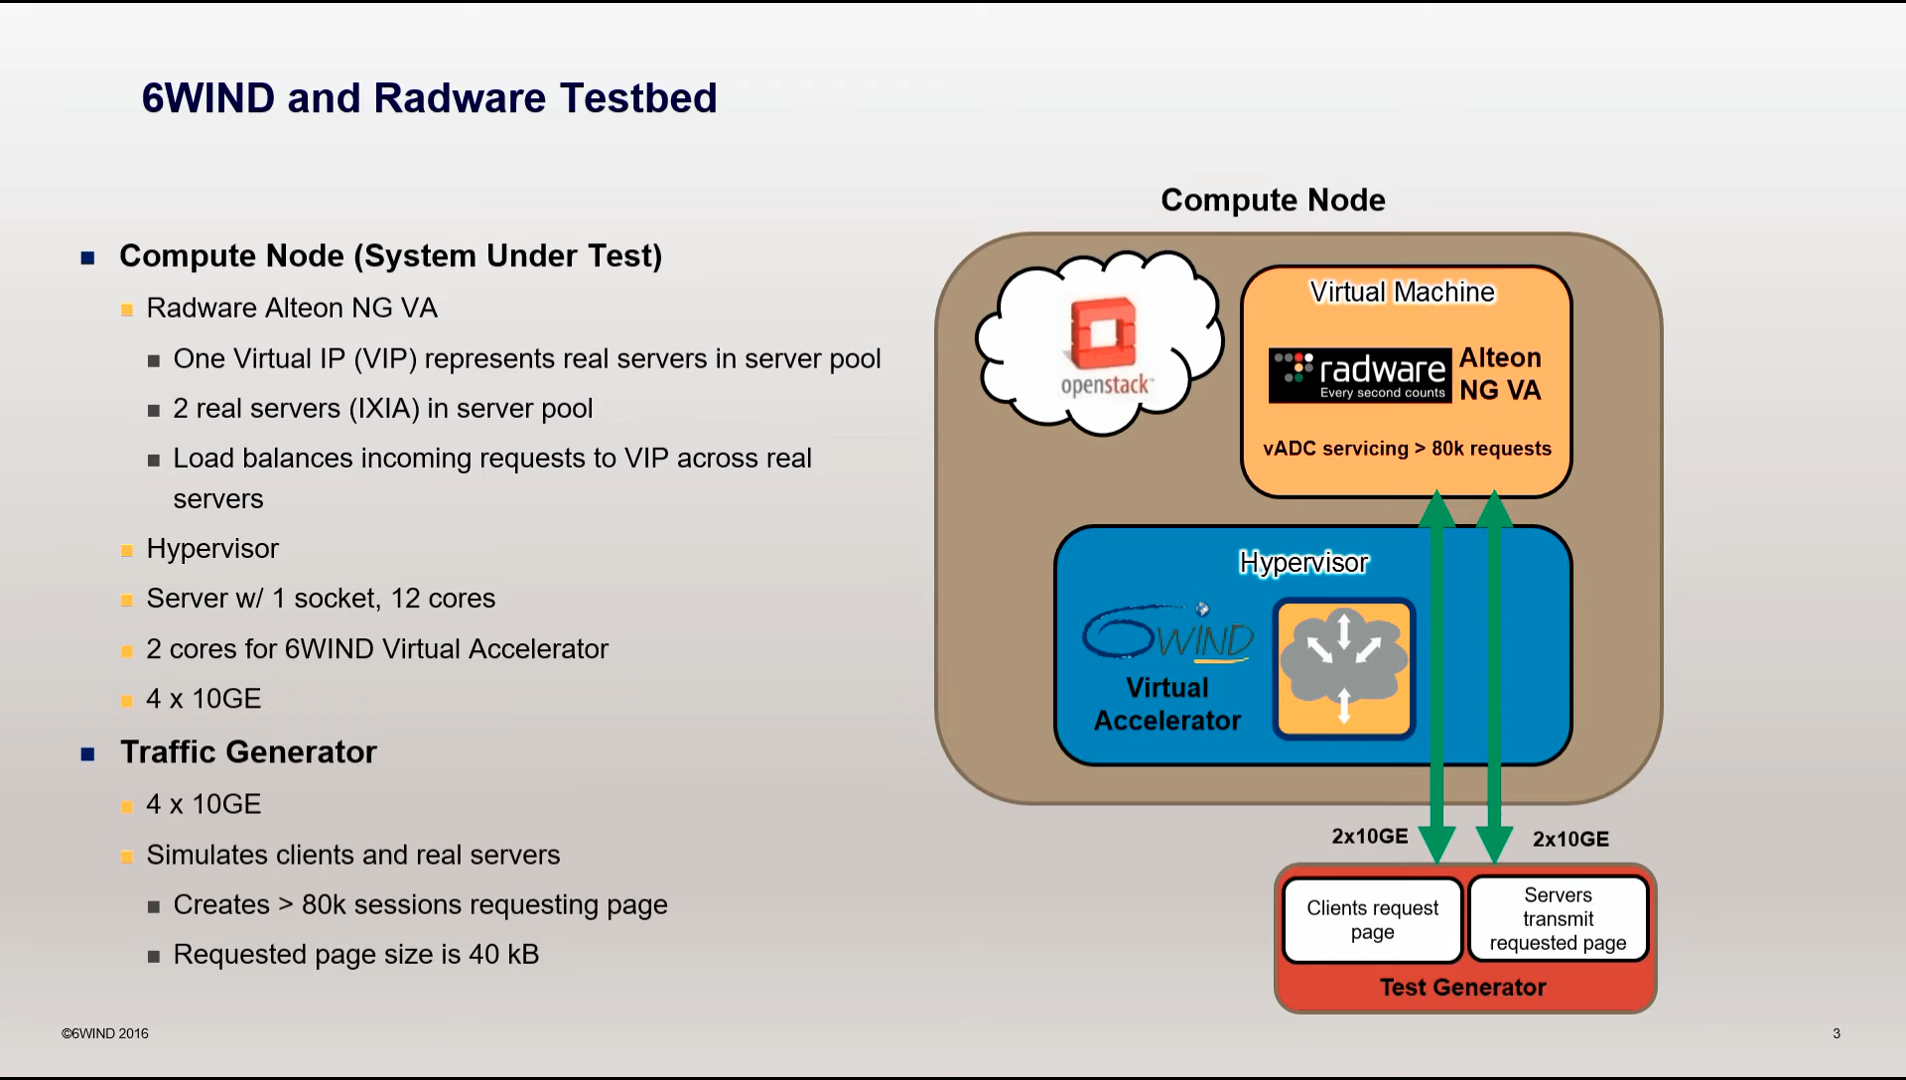 6WIND and Radware Testbed
Compute Node (System Under Test)
Radware Alteon NG VA
One Virtual IP (VIP) represents real servers in server pool
2 real servers (IXIA) in server pool
Load balances incoming requests to VIP across real
servers
Hypervisor
Server w/ 1 socket, 12 cores
2 cores for 6WIND Virtual Accelerator
4 x 10GE
Traffic Generator
4 x 10GE
Simulates clients and real servers
Creates > 80k sessions requesting page
Requested page size is 40 kB
Compute Node
openstack™
Virtual Machine
radware
Every second counts
Alteon
NG VA
vADC servicing > 80k requests
Hypervisor
6WIND
Virtual
Accelerator
2x10GE
2x10GE
Clients request
page
Servers
transmit
requested page
Test Generator
©6WIND 2016
3